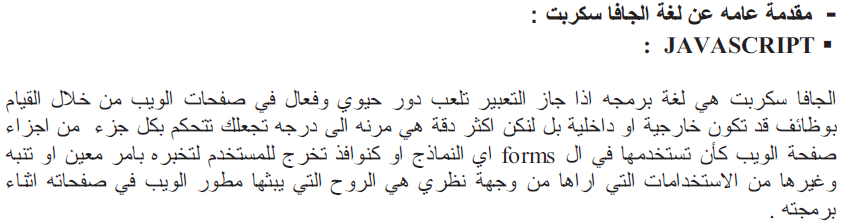 - مقدمة عامه عن لغة الجافا سكربت :
▪ JAVASCRIPT :
الجافا سكربت هي لغة برمجه اذا جاز التعبير تلعب دور حيوي وفعال في صفحات الويب من خلال القيام
بوظائف قد تكون خارجية او داخلية بل لنكن اكثر دقة هي مرنه الى درجه تجعلك تتحكم بكل جزء من اجزاء
صفحة الويب كأن تستخدمها في ال forms اي النماذج او كنوافذ تخرج للمستخدم لتخبره بامر معين او تنبه
وغيرها من الاستخدامات التي اراها من وجهة نظري هي الروح التي يبثها مطور الويب في صفحاته اثناء
برمجته .